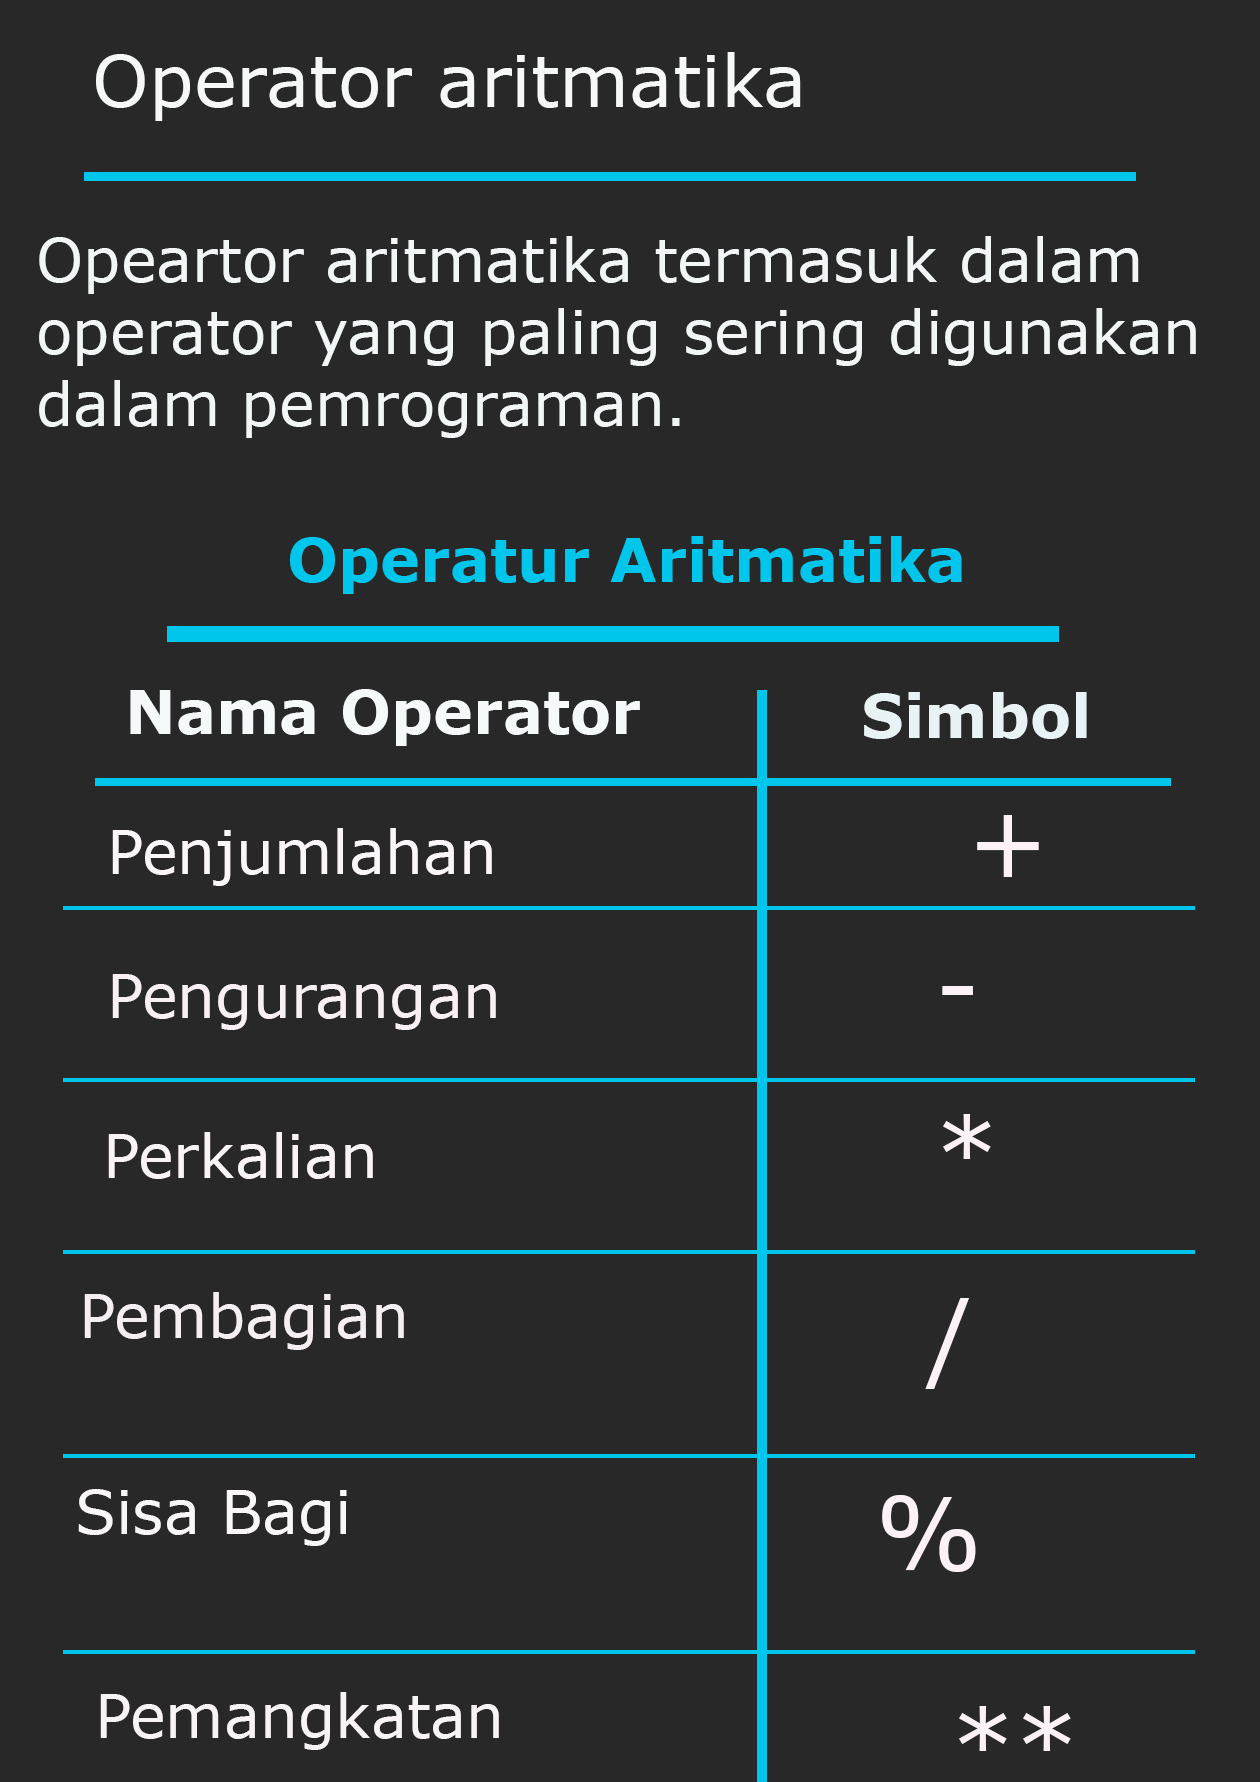 Operator aritmatika
Opeartor aritmatika termasuk dalam
operator yang paling sering digunakan
dalam pemrograman.
Operatur Aritmatika
Nama Operator Simbol
Penjumlahan +
Pengurangan -
Perkalian *
Pembagian /
Sisa Bagi %
Pemangkatan **